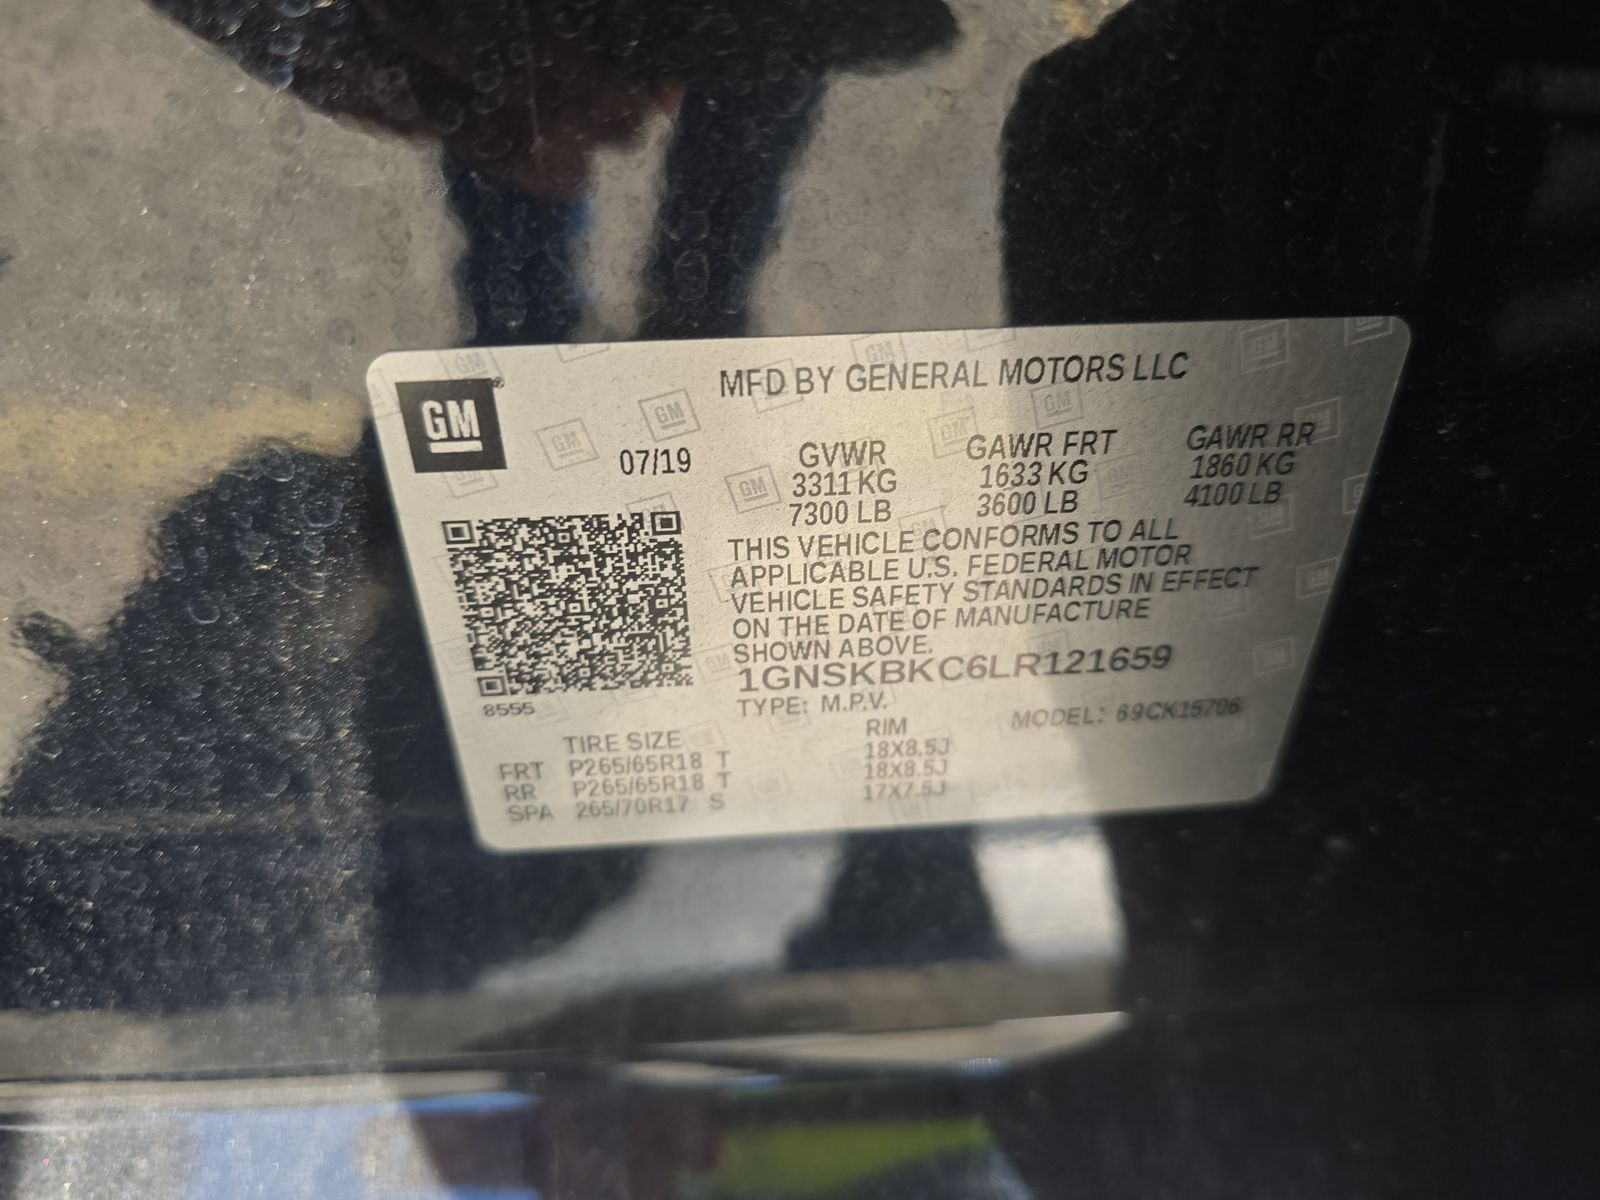 GM
MFD BY GENERAL MOTORS LLC
07/19
GVWR GAWR FRT GAWR RR
3311 KG 1633 KG 1860 KG
7300 LB 3600 LB 4100 LB
THIS VEHICLE CONFORMS TO ALL
APPLICABLE U.S. FEDERAL MOTOR
VEHICLE SAFETY STANDARDS IN EFFECT
ON THE DATE OF MANUFACTURE
SHOWN ABOVE.
1GNSKBKC6LR121659
8555
TYPE: M.P.V. MODEL: 69CK15706
TIRE SIZE RIM
FRT P265/65R18 T 18X8.5J
RR P265/65R18 T 18X8.5J
SPA 265/70R17 S 17X7.5J